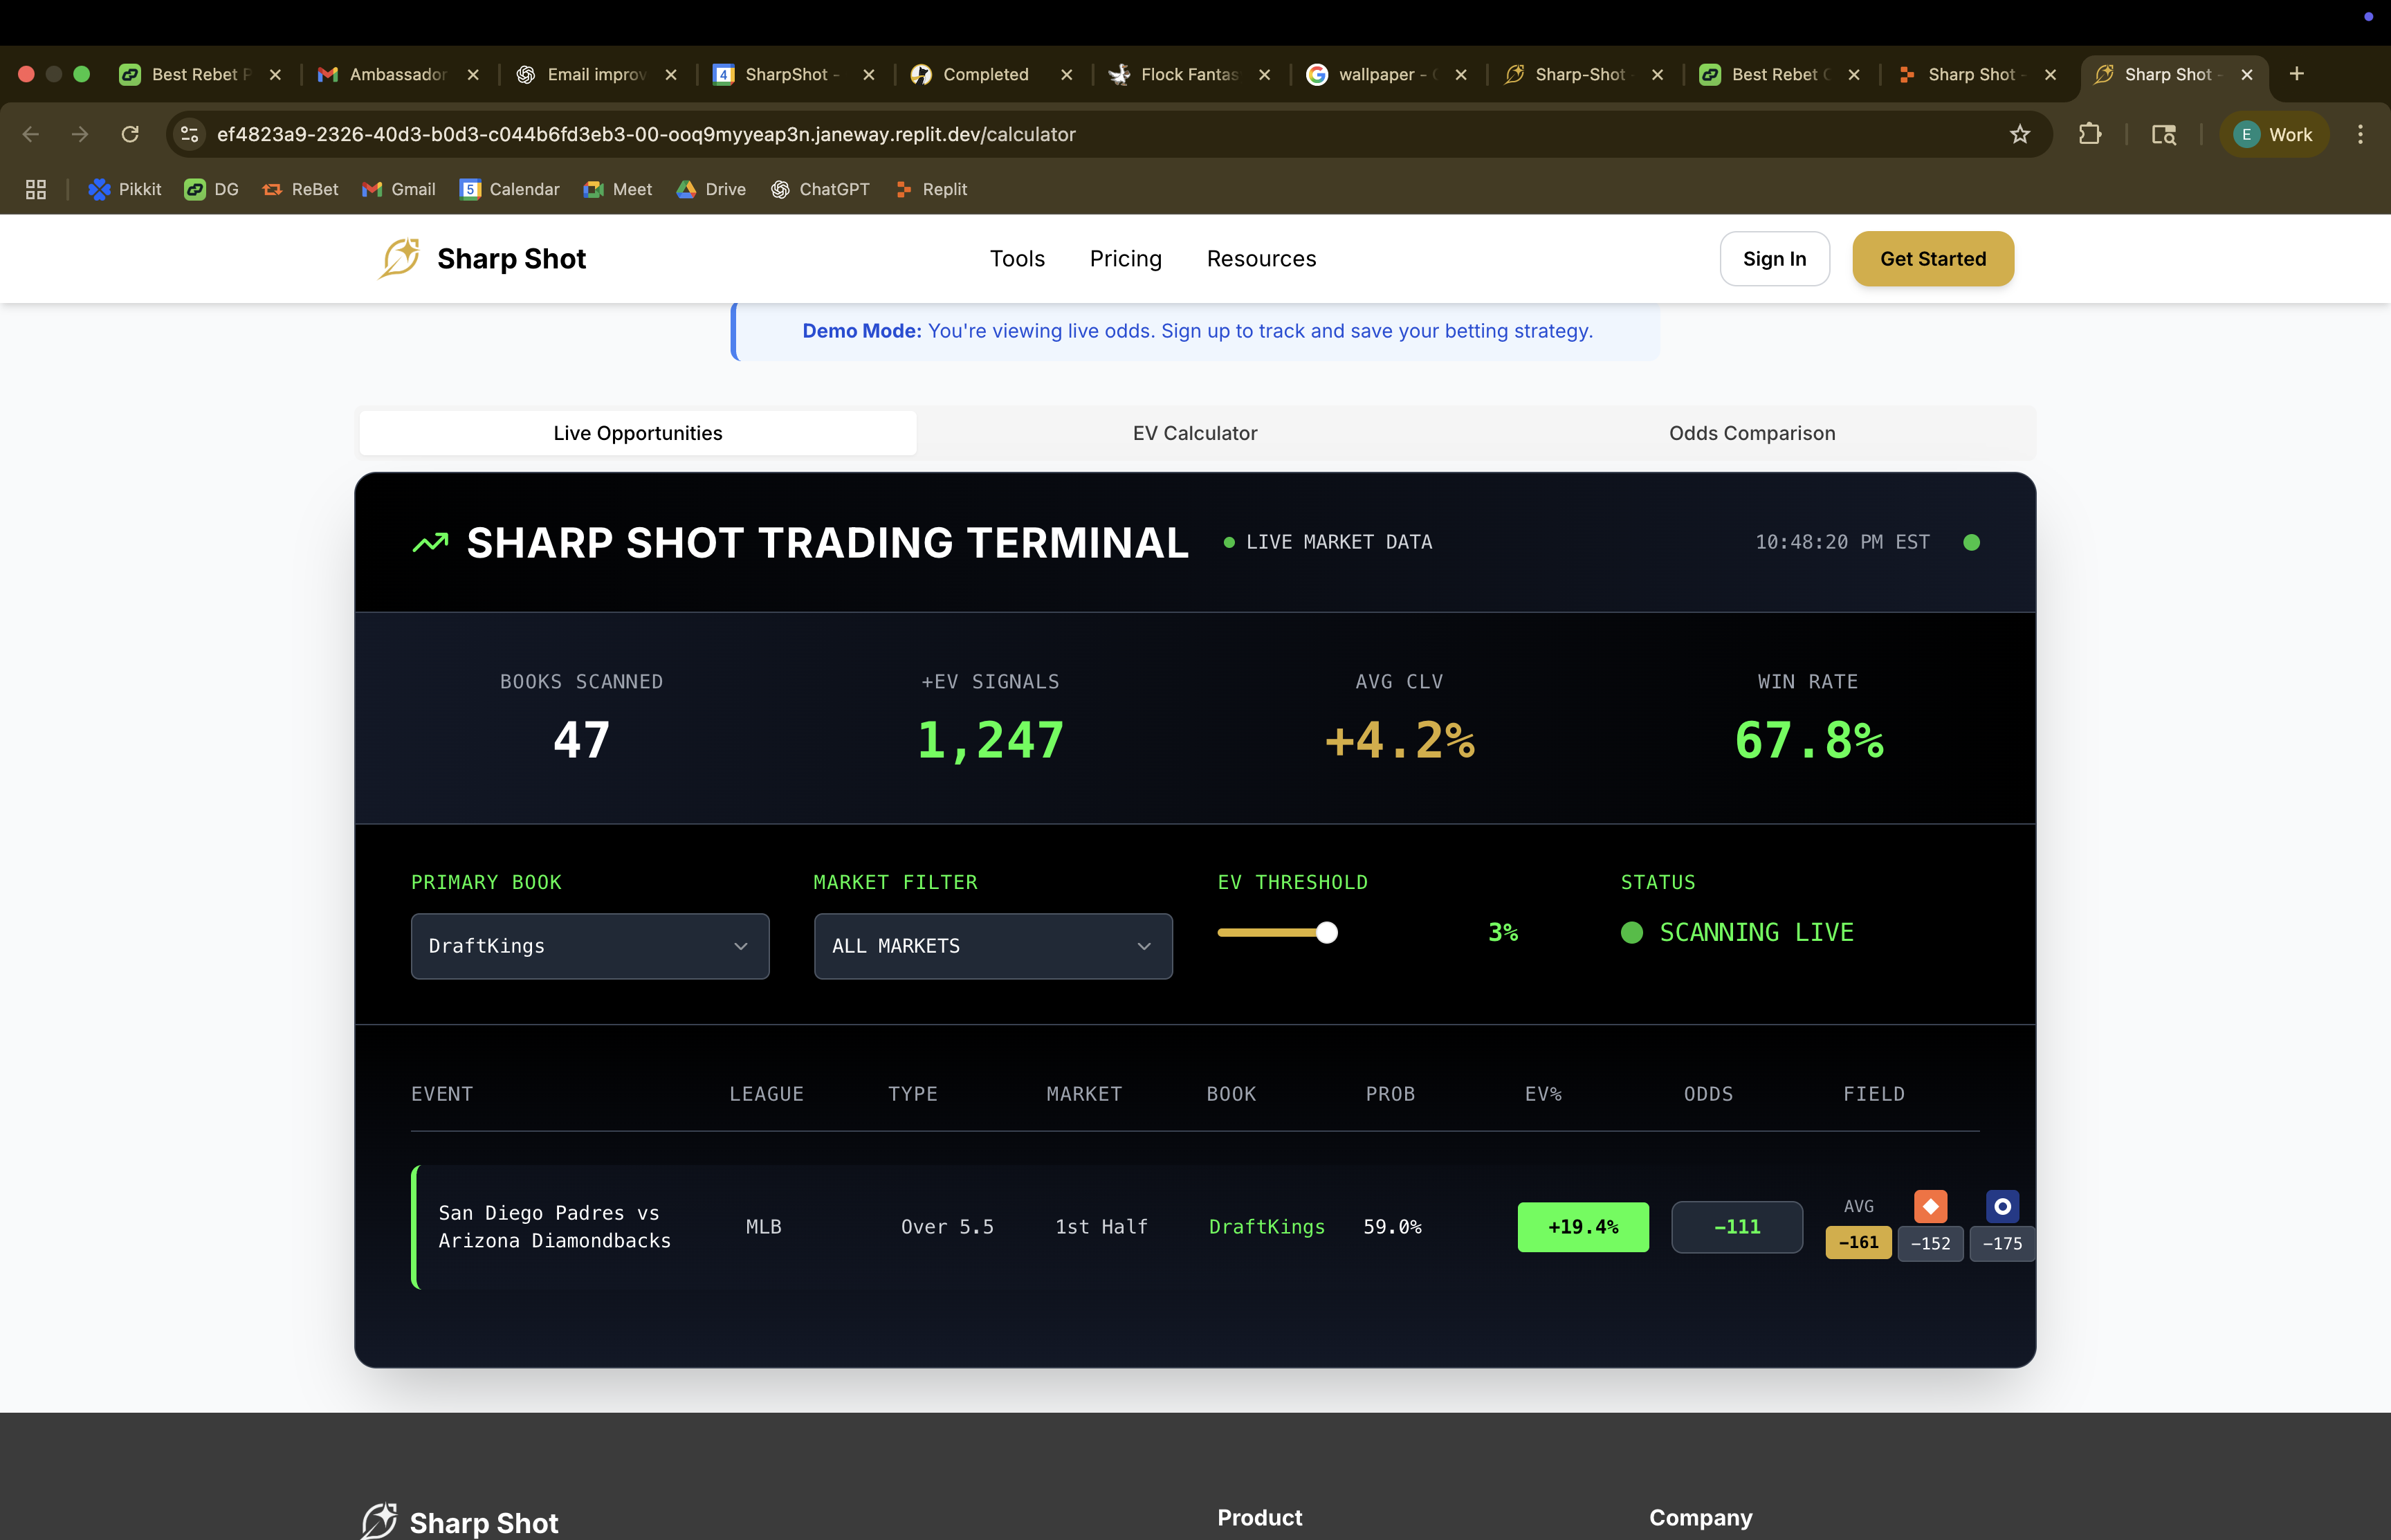 Best Rebet P
Ambassador
Email improv
SharpShot -
Completed
Flock Fantas
wallpaper -
Sharp-Shot
Best Rebet
Sharp Shot -
Sharp Shot -
ef4823a9-2326-40d3-b0d3-c044b6fd3eb3-00-ooq9myyeap3n.janeway.replit.dev/calculator
E Work
Pikkit
DG
ReBet
Gmail
5 Calendar
Meet
Drive
ChatGPT
Replit
Sharp Shot
Tools
Pricing
Resources
Sign In
Get Started
Demo Mode: You're viewing live odds. Sign up to track and save your betting strategy.
Live Opportunities
EV Calculator
Odds Comparison
SHARP SHOT TRADING TERMINAL
LIVE MARKET DATA
10:48:20 PM EST
BOOKS SCANNED
47
+EV SIGNALS
1,247
AVG CLV
+4.2%
WIN RATE
67.8%
PRIMARY BOOK
DraftKings
MARKET FILTER
ALL MARKETS
EV THRESHOLD
3%
STATUS
SCANNING LIVE
EVENT LEAGUE TYPE MARKET BOOK PROB EV% ODDS FIELD
San Diego Padres vs
Arizona Diamondbacks
MLB
Over 5.5
1st Half
DraftKings
59.0%
+19.4%
-111
AVG
-161
-152
-175
Sharp Shot
Product
Company